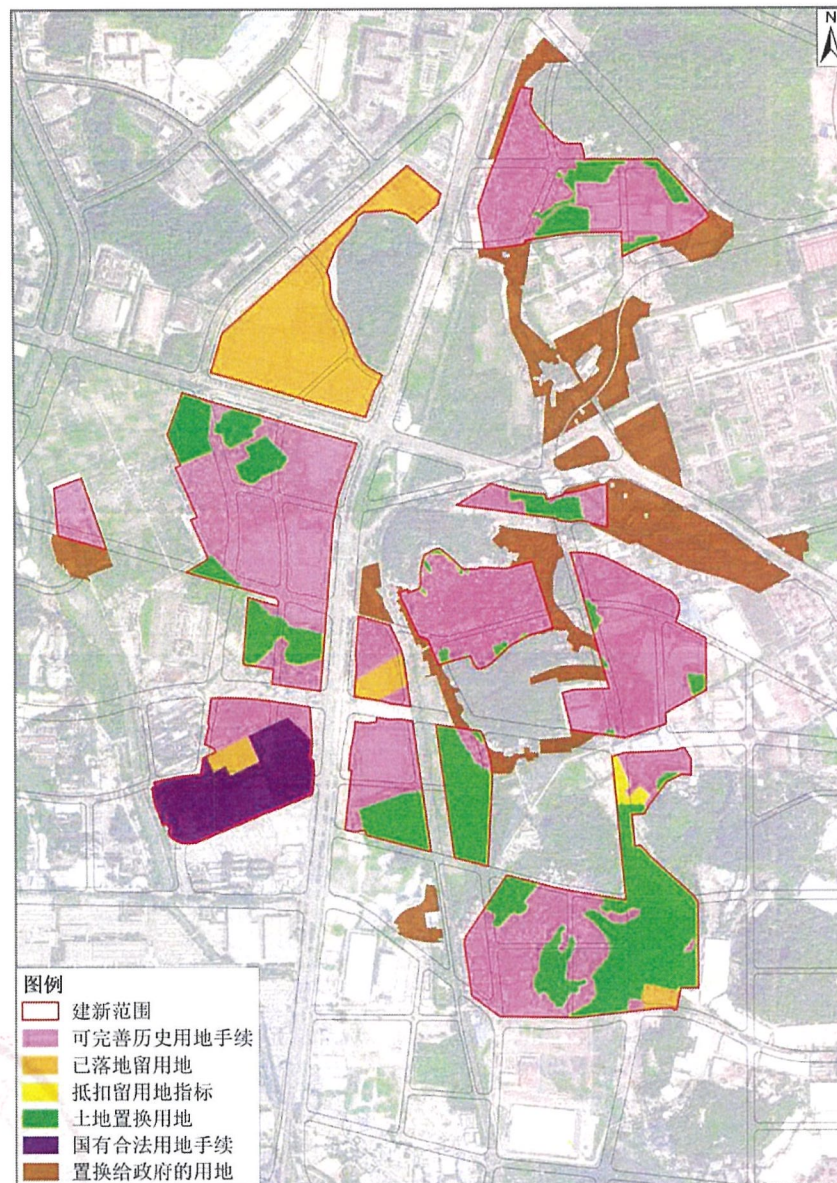 N
图例
建新范围
可完善历史用地手续
已落地留用地
抵扣留用地指标
土地置换用地
国有合法用地手续
置换给政府的用地